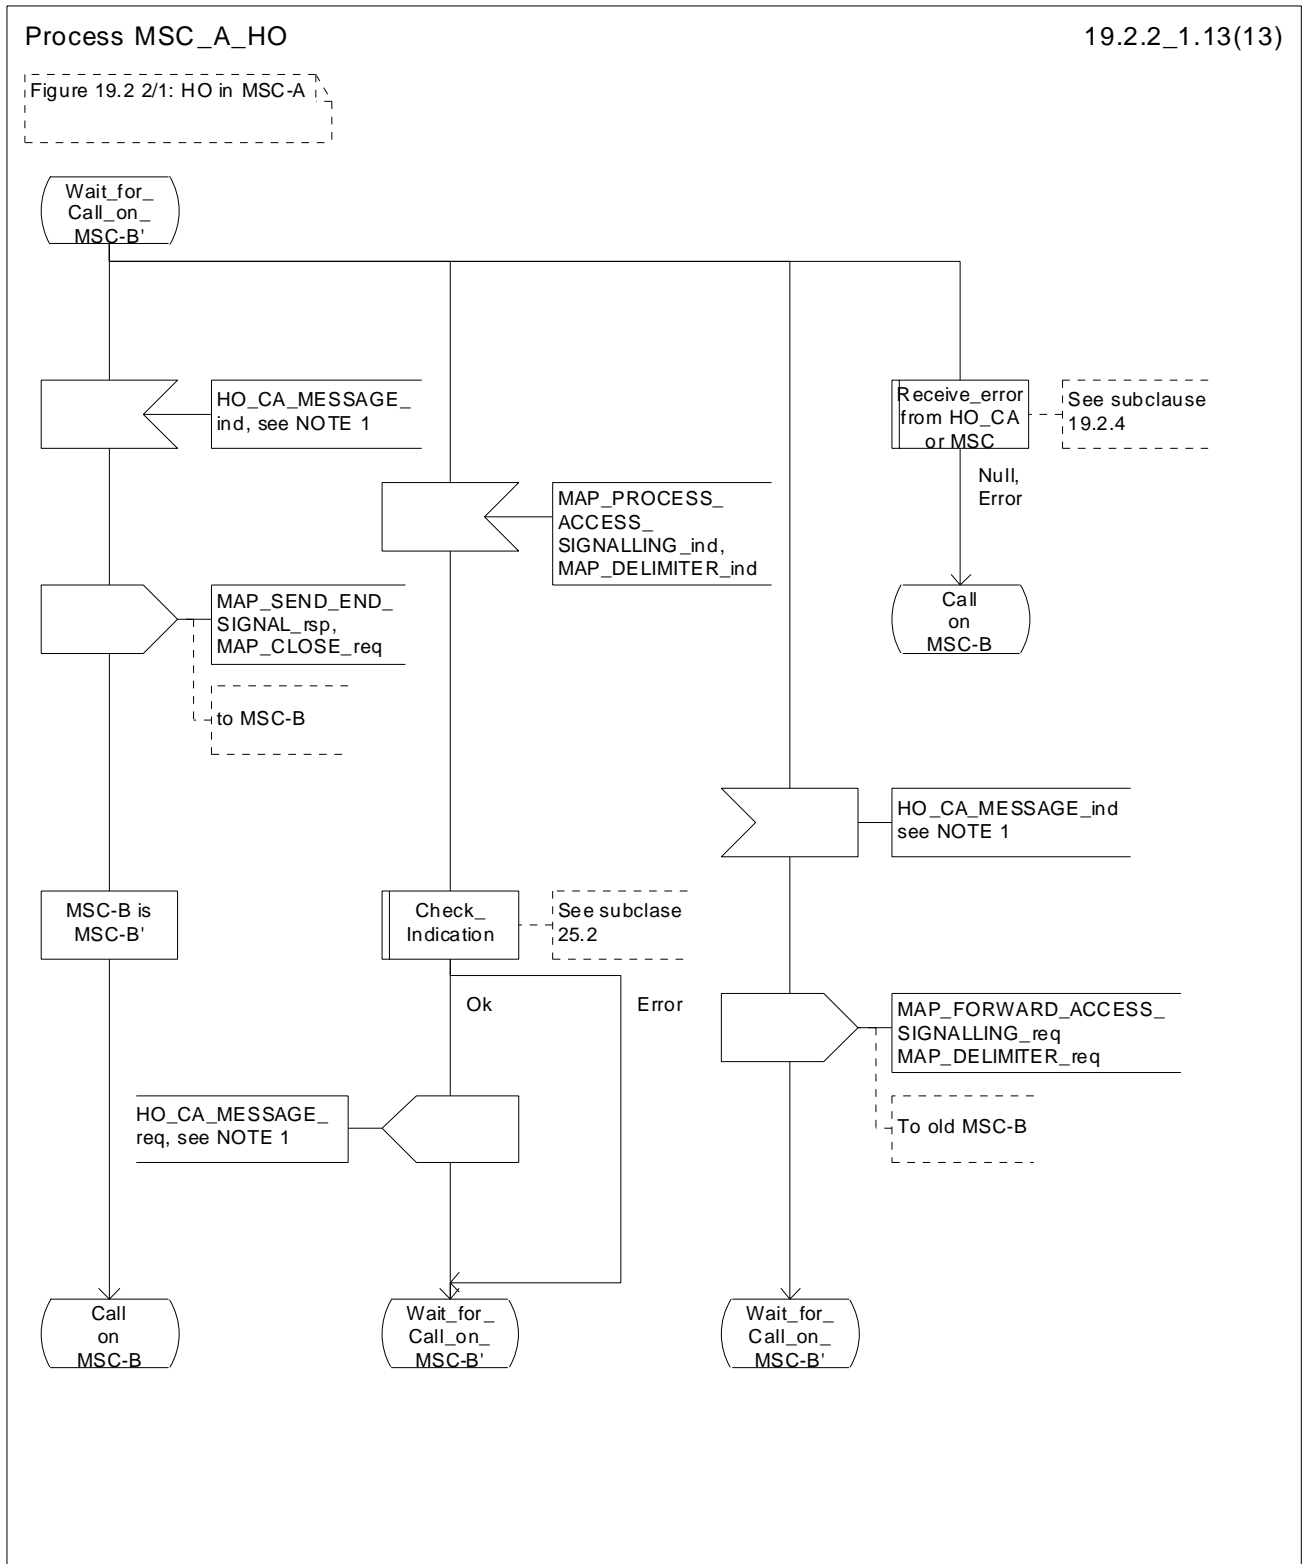 Process MSC_A_HO
19.2.2_1.13(13)
Figure 19.2 2/1: HO in MSC-A
Wait_for_
Call_on_
MSC-B'
HO_CA_MESSAGE_
ind, see NOTE 1
Receive_error
from HO_CA
or MSC
See subclause
19.2.4
Null,
Error
MAP_PROCESS_
ACCESS_
SIGNALLING_ind,
MAP_DELIMITER_ind
MAP_SEND_END_
SIGNAL_rsp,
MAP_CLOSE_req
Call
on
MSC-B
to MSC-B
HO_CA_MESSAGE_ind
see NOTE 1
MSC-B is
MSC-B'
Check_
Indication
See subclase
25.2
Ok
Error
MAP_FORWARD_ACCESS_
SIGNALLING_req
MAP_DELIMITER_req
HO_CA_MESSAGE_
req, see NOTE 1
To old MSC-B
Call
on
MSC-B
Wait_for_
Call_on_
MSC-B'
Wait_for_
Call_on_
MSC-B'